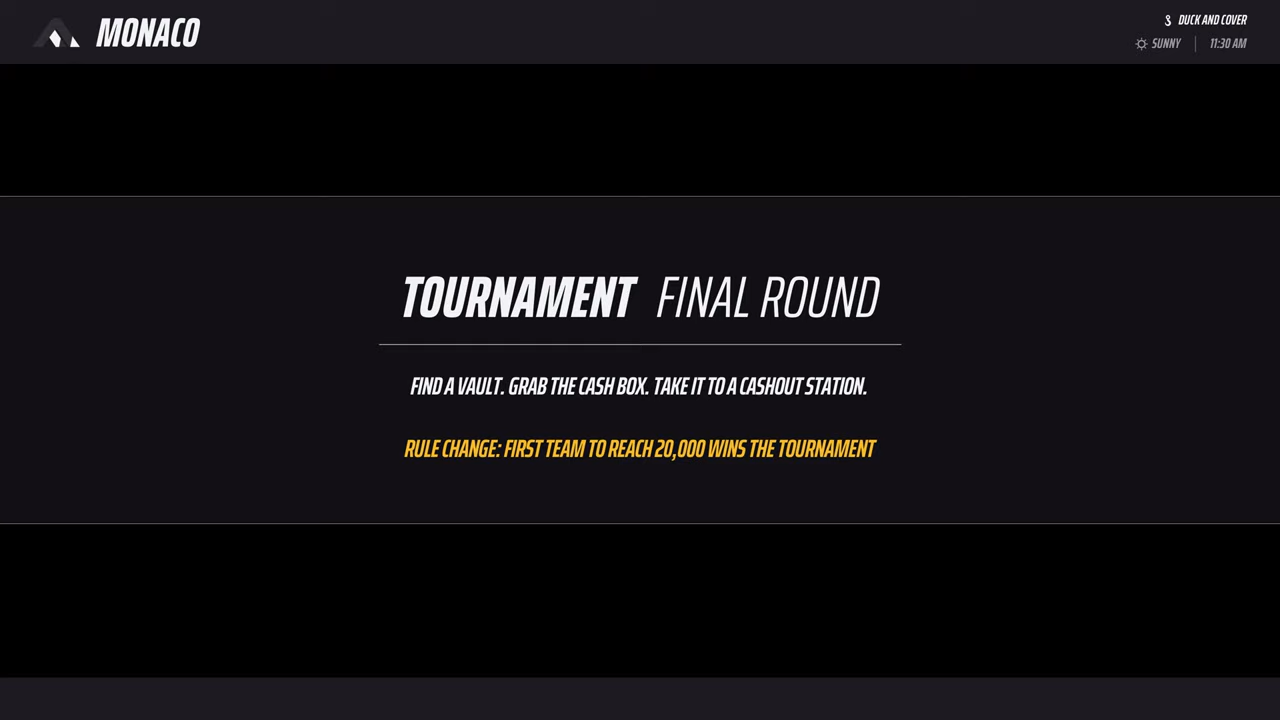 MONACO
DUCK AND COVER
SUNNY
11:30 AM
TOURNAMENT FINAL ROUND
FIND A VAULT. GRAB THE CASH BOX. TAKE IT TO A CASHOUT STATION.
RULE CHANGE: FIRST TEAM TO REACH 20,000 WINS THE TOURNAMENT